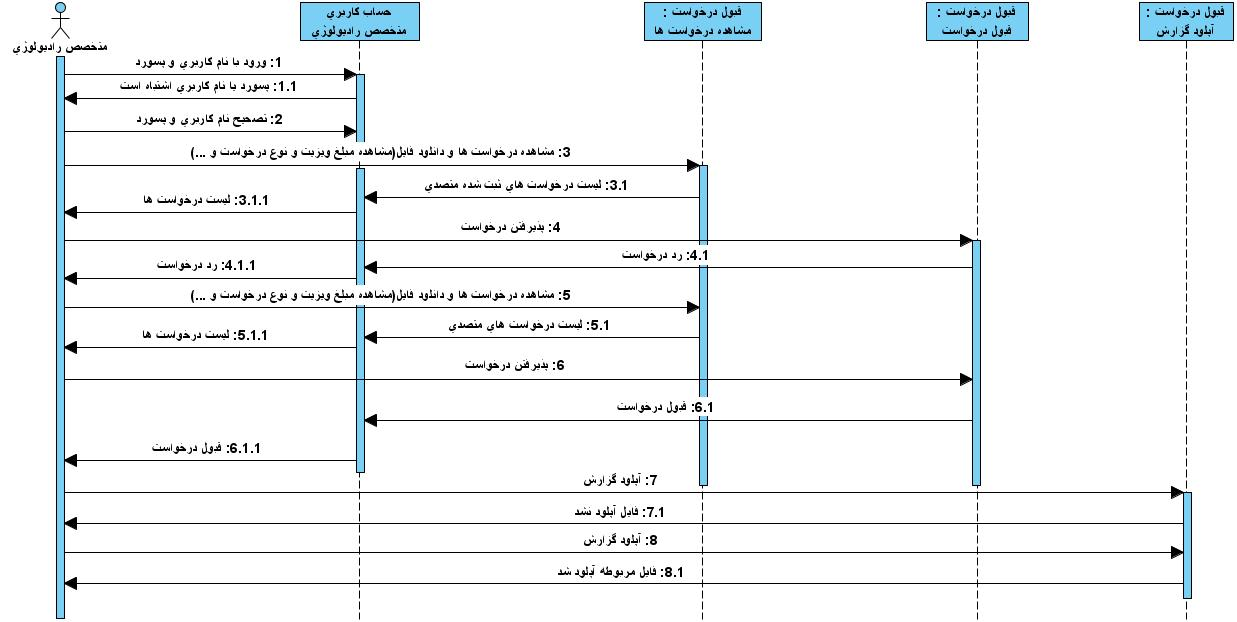 متخصص راديولوژي
حساب كاربري
متخصص راديولوژي
قبول درخواست :
مشاهده درخواست ها
قبول درخواست :
قبول درخواست
قبول درخواست :
آپلود گزارش
1: ورود با نام كاربري و پسورد
1.1: پسورد با نام كاربري اشتباه است
2: تصحيح نام كاربري و پسورد
3: مشاهده درخواست ها و دانلود فايل(مشاهده مبلغ ويزيت و نوع درخواست و ...)
3.1: ليست درخواست هاي ثبت شده متصدي
3.1.1: ليست درخواست ها
4: پذيرفتن درخواست
4.1: رد درخواست
4.1.1: رد درخواست
5: مشاهده درخواست ها و دانلود فايل(مشاهده مبلغ ويزيت و نوع درخواست و ...)
5.1: ليست درخواست هاي متصدي
5.1.1: ليست درخواست ها
6: پذيرفتن درخواست
6.1: قبول درخواست
6.1.1: قبول درخواست
7: آپلود گزارش
7.1: فايل آپلود نشد
8: آپلود گزارش
8.1: فايل مربوطه آپلود شد